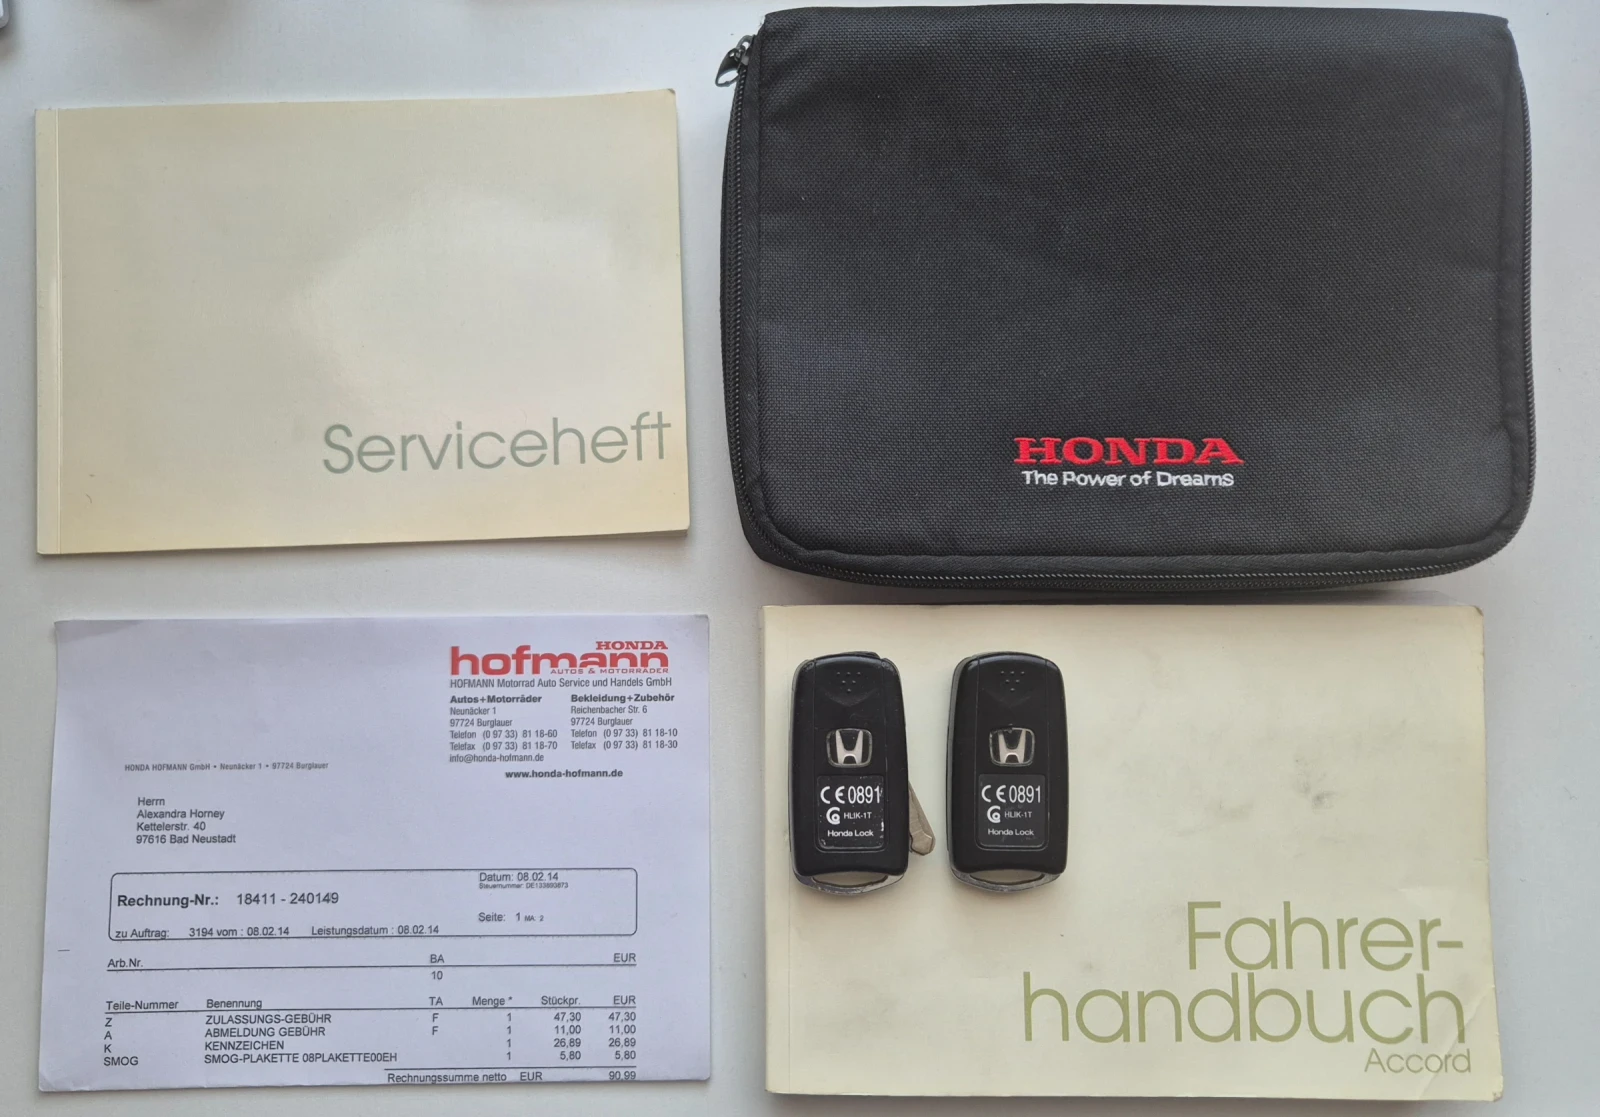 Serviceheft
HONDA
The Power of Dreams
HONDA
hofmann
AUTOS & MOTORRÄDER
HOFMANN Motorrad Auto Service und Handels GmbH
Autos+Motorräder Bekleidung+Zubehör
Neunäcker 1 Reichenbacher Str. 6
97724 Burglauer 97724 Burglauer
Telefon (0 97 33) 81 18-60 Telefon (0 97 33) 81 18-10
Telefax (0 97 33) 81 18-70 Telefax (0 97 33) 81 18-30
info@honda-hofmann.de
www.honda-hofmann.de
HONDA HOFMANN GmbH • Neunäcker 1 • 97724 Burglauer
Herrn
Alexandra Horney
Kettelerstr. 40
97616 Bad Neustadt
Datum: 08.02.14
Steuernummer: DE133893873
Rechnung-Nr.: 18411 - 240149
Seite: 1 MA: 2
zu Auftrag: 3194 vom : 08.02.14 Leistungsdatum : 08.02.14
Arb.Nr. BA EUR
10
Teile-Nummer Benennung TA Menge * Stückpr. EUR
Z ZULASSUNGS-GEBÜHR F 1 47,30 47,30
A ABMELDUNG GEBÜHR F 1 11,00 11,00
K KENNZEICHEN 1 26,89 26,89
SMOG SMOG-PLAKETTE 08PLAKETTE00EH 1 5,80 5,80
Rechnungssumme netto EUR 90,99
CE0891
HLIK-1T
Honda Lock
CE0891
HLIK-1T
Honda Lock
Fahrer-
handbuch
Accord